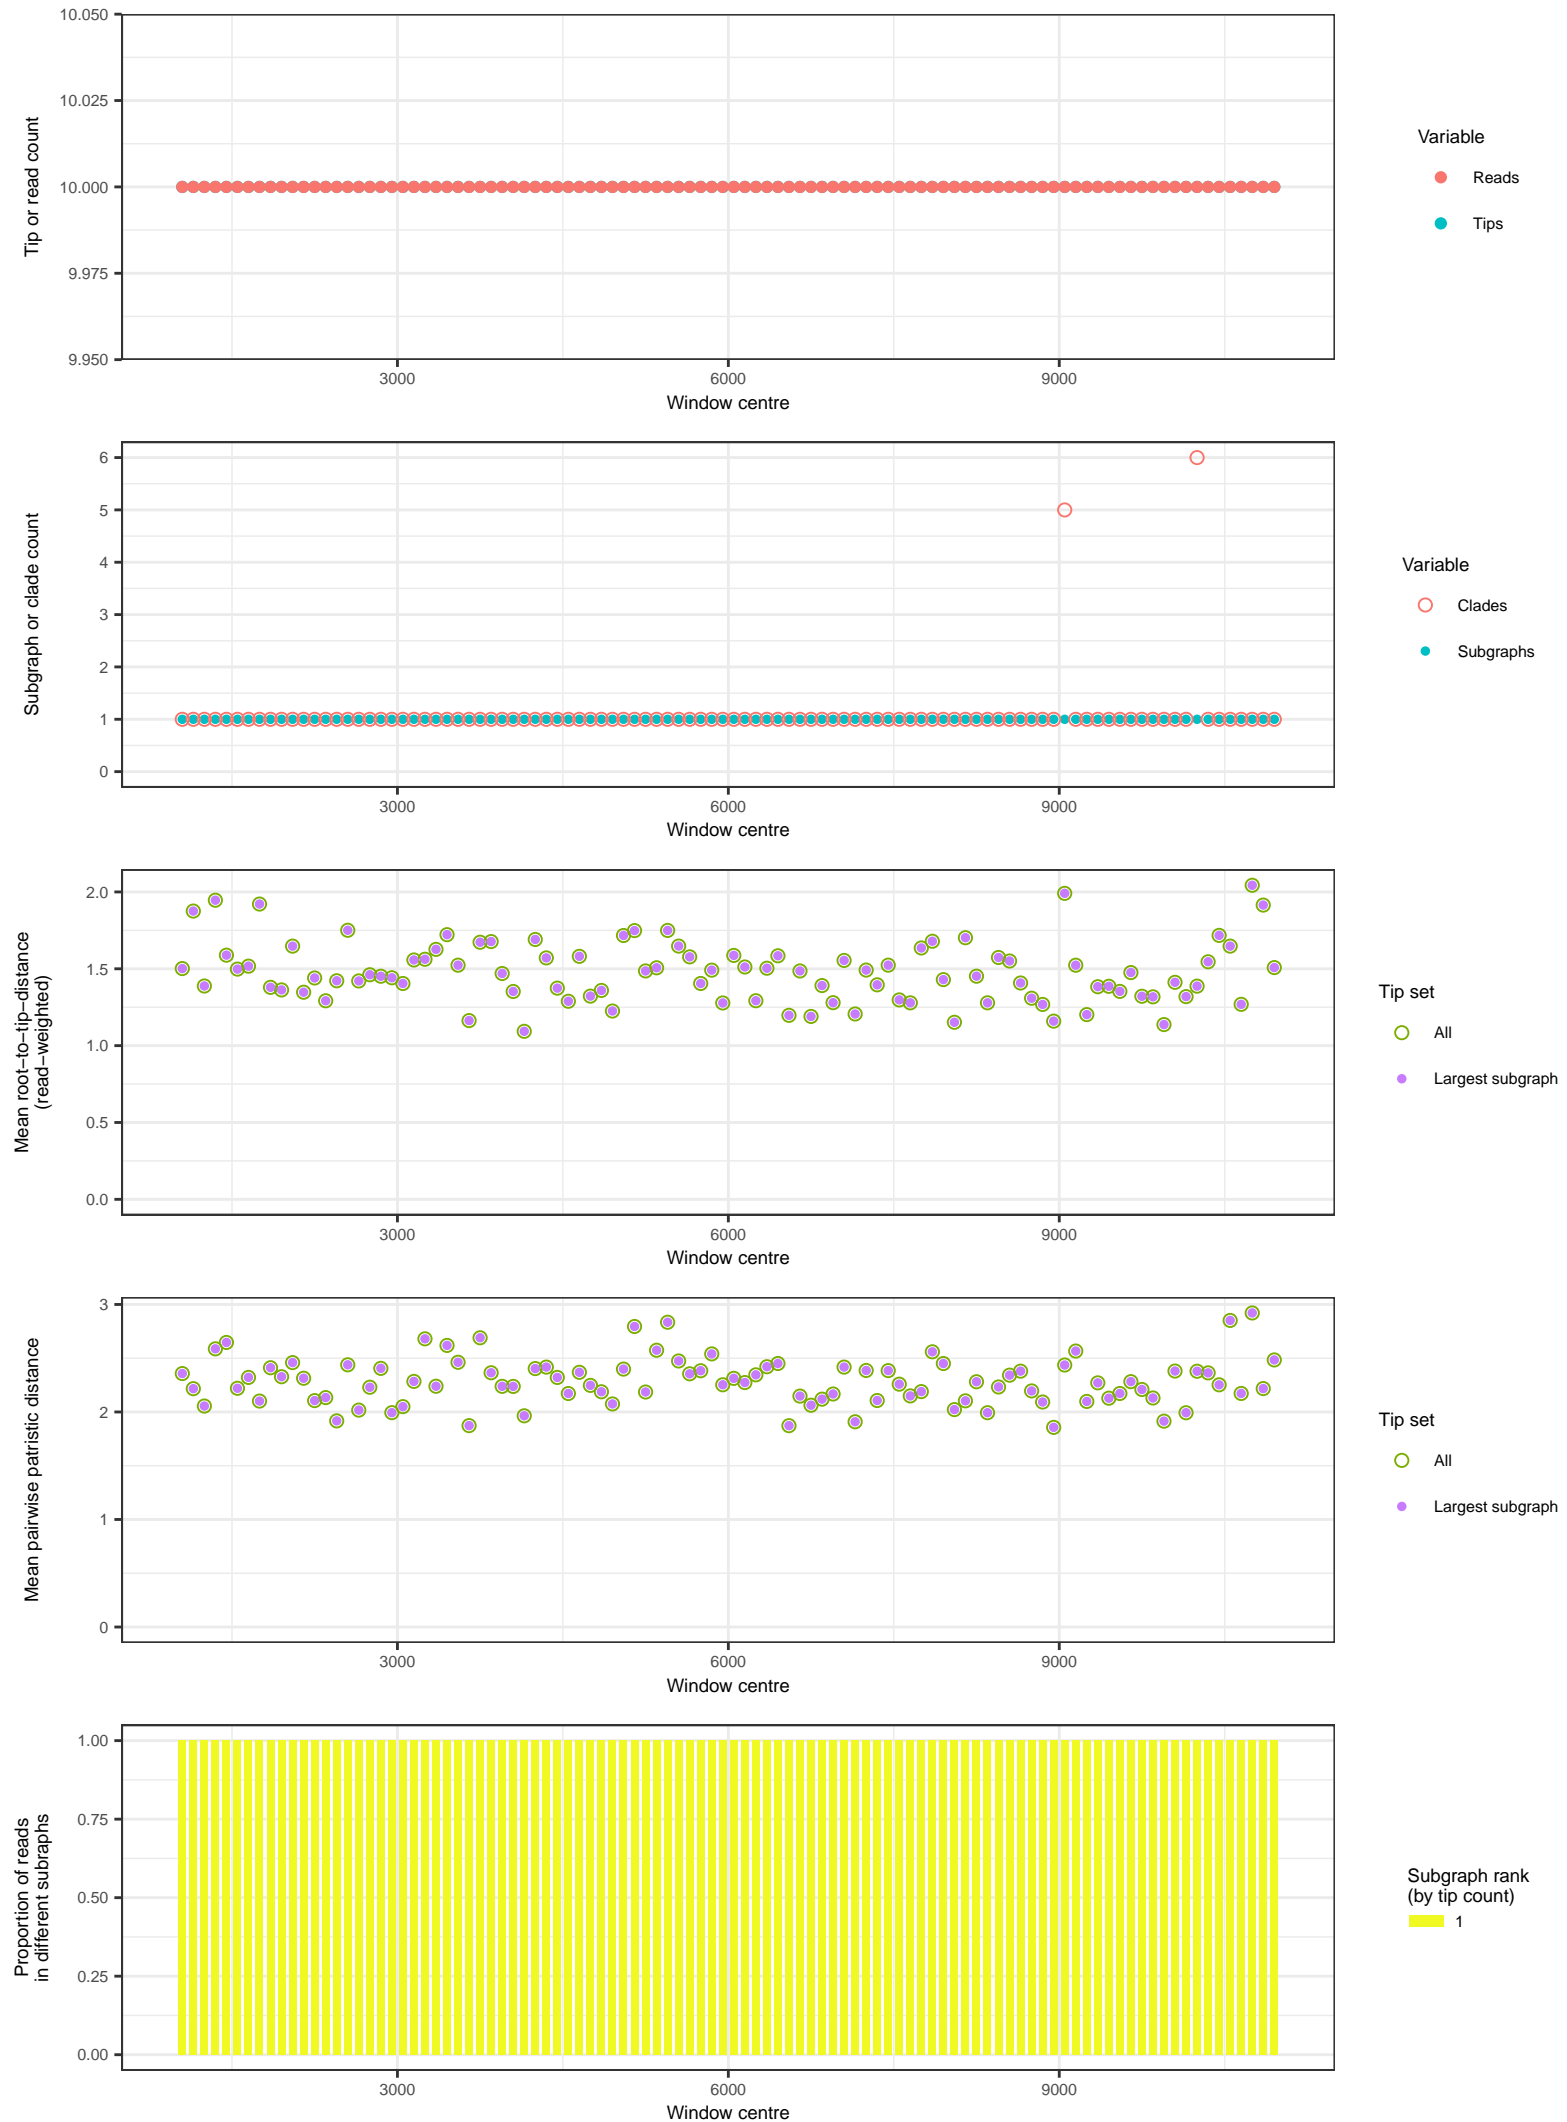 10.050
10.025
10.000
9.975
9.950
Tip or read count
3000 6000 9000
Window centre
Variable
Reads
Tips
6
5
4
3
2
1
0
Subgraph or clade count
3000 6000 9000
Window centre
Variable
Clades
Subgraphs
2.0
1.5
1.0
0.5
0.0
Mean root−to−tip−distance
(read−weighted)
3000 6000 9000
Window centre
Tip set
All
Largest subgraph
3
2
1
0
Mean pairwise patristic distance
3000 6000 9000
Window centre
Tip set
All
Largest subgraph
1.00
0.75
0.50
0.25
0.00
Proportion of reads
in different subraphs
3000 6000 9000
Window centre
Subgraph rank
(by tip count)
1